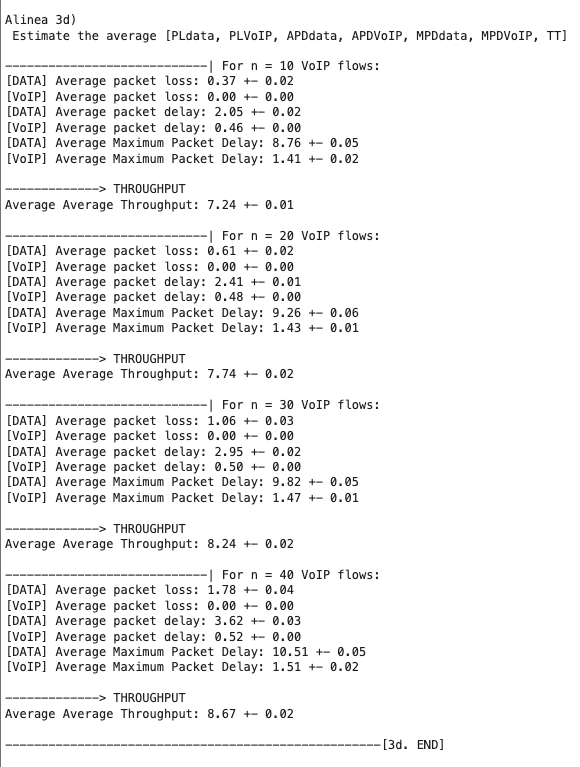 Alinea 3d)
Estimate the average [PLdata, PLVoIP, APDdata, APDVoIP, MPDdata, MPDVoIP, TT]
---------------------------| For n = 10 VoIP flows:
[DATA] Average packet loss: 0.37 +- 0.02
[VoIP] Average packet loss: 0.00 +- 0.00
[DATA] Average packet delay: 2.05 +- 0.02
[VoIP] Average packet delay: 0.46 +- 0.00
[DATA] Average Maximum Packet Delay: 8.76 +- 0.05
[VoIP] Average Maximum Packet Delay: 1.41 +- 0.02
-------------> THROUGHPUT
Average Average Throughput: 7.24 +- 0.01
---------------------------| For n = 20 VoIP flows:
[DATA] Average packet loss: 0.61 +- 0.02
[VoIP] Average packet loss: 0.00 +- 0.00
[DATA] Average packet delay: 2.41 +- 0.01
[VoIP] Average packet delay: 0.48 +- 0.00
[DATA] Average Maximum Packet Delay: 9.26 +- 0.06
[VoIP] Average Maximum Packet Delay: 1.43 +- 0.01
-------------> THROUGHPUT
Average Average Throughput: 7.74 +- 0.02
---------------------------| For n = 30 VoIP flows:
[DATA] Average packet loss: 1.06 +- 0.03
[VoIP] Average packet loss: 0.00 +- 0.00
[DATA] Average packet delay: 2.95 +- 0.02
[VoIP] Average packet delay: 0.50 +- 0.00
[DATA] Average Maximum Packet Delay: 9.82 +- 0.05
[VoIP] Average Maximum Packet Delay: 1.47 +- 0.01
-------------> THROUGHPUT
Average Average Throughput: 8.24 +- 0.02
---------------------------| For n = 40 VoIP flows:
[DATA] Average packet loss: 1.78 +- 0.04
[VoIP] Average packet loss: 0.00 +- 0.00
[DATA] Average packet delay: 3.62 +- 0.03
[VoIP] Average packet delay: 0.52 +- 0.00
[DATA] Average Maximum Packet Delay: 10.51 +- 0.05
[VoIP] Average Maximum Packet Delay: 1.51 +- 0.02
-------------> THROUGHPUT
Average Average Throughput: 8.67 +- 0.02
--------------------------------------------------[3d. END]